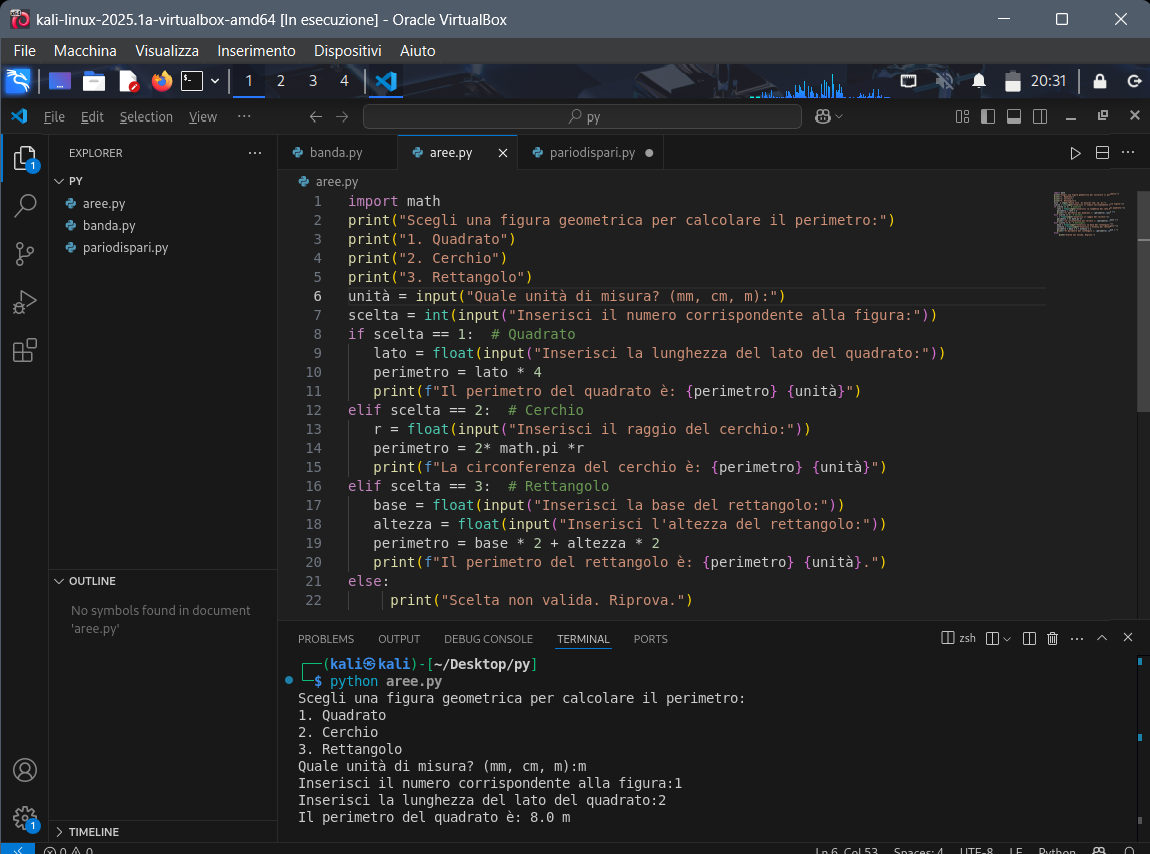 kali-linux-2025.1a-virtualbox-amd64 [In esecuzione] - Oracle VirtualBox
File Macchina Visualizza Inserimento Dispositivi Aiuto
1 2 3 4 20:31
File Edit Selection View ··· py
EXPLORER ···
banda.py aree.py pariodispari.py
PY
aree.py
banda.py
pariodispari.py
aree.py
1 import math
2 print("Scegli una figura geometrica per calcolare il perimetro:")
3 print("1. Quadrato")
4 print("2. Cerchio")
5 print("3. Rettangolo")
6 unità = input("Quale unità di misura? (mm, cm, m):")
7 scelta = int(input("Inserisci il numero corrispondente alla figura:"))
8 if scelta == 1:  # Quadrato
9    lato = float(input("Inserisci la lunghezza del lato del quadrato:"))
10    perimetro = lato * 4
11    print(f"Il perimetro del quadrato è: {perimetro} {unità}")
12 elif scelta == 2:  # Cerchio
13    r = float(input("Inserisci il raggio del cerchio:"))
14    perimetro = 2* math.pi *r
15    print(f"La circonferenza del cerchio è: {perimetro} {unità}")
16 elif scelta == 3:  # Rettangolo
17    base = float(input("Inserisci la base del rettangolo:"))
18    altezza = float(input("Inserisci l'altezza del rettangolo:"))
19    perimetro = base * 2 + altezza * 2
20    print(f"Il perimetro del rettangolo è: {perimetro} {unità}.")
21 else:
22      print("Scelta non valida. Riprova.")
OUTLINE
No symbols found in document
'aree.py'
PROBLEMS OUTPUT DEBUG CONSOLE TERMINAL PORTS zsh
┌──(kali㉿kali)-[~/Desktop/py]
└─$ python aree.py
Scegli una figura geometrica per calcolare il perimetro:
1. Quadrato
2. Cerchio
3. Rettangolo
Quale unità di misura? (mm, cm, m):m
Inserisci il numero corrispondente alla figura:1
Inserisci la lunghezza del lato del quadrato:2
Il perimetro del quadrato è: 8.0 m
1
1
TIMELINE
0 0 Ln 6, Col 53 Spaces: 4 UTF-8 LF Python